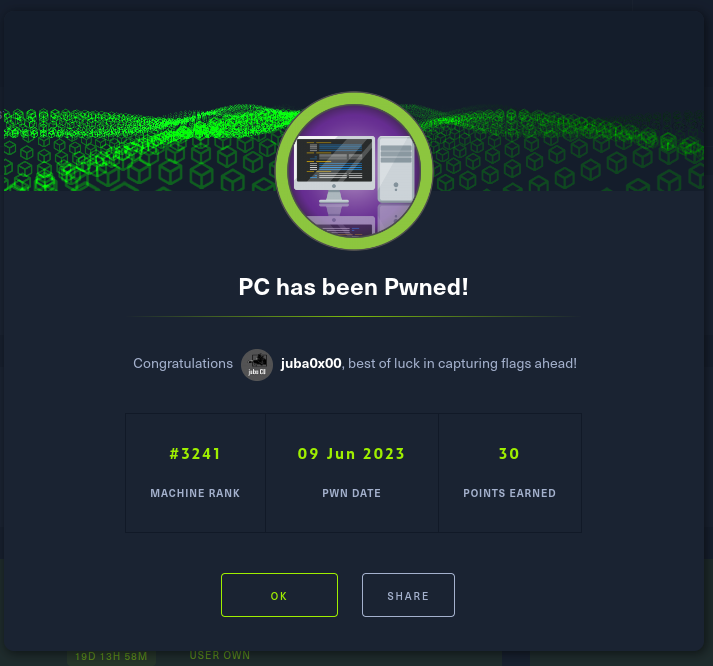 PC has been Pwned!
Congratulations juba0x00, best of luck in capturing flags ahead!
#3241 09 Jun 2023 30
MACHINE RANK PWN DATE POINTS EARNED
OK SHARE
19D 13H 58M USER OWN